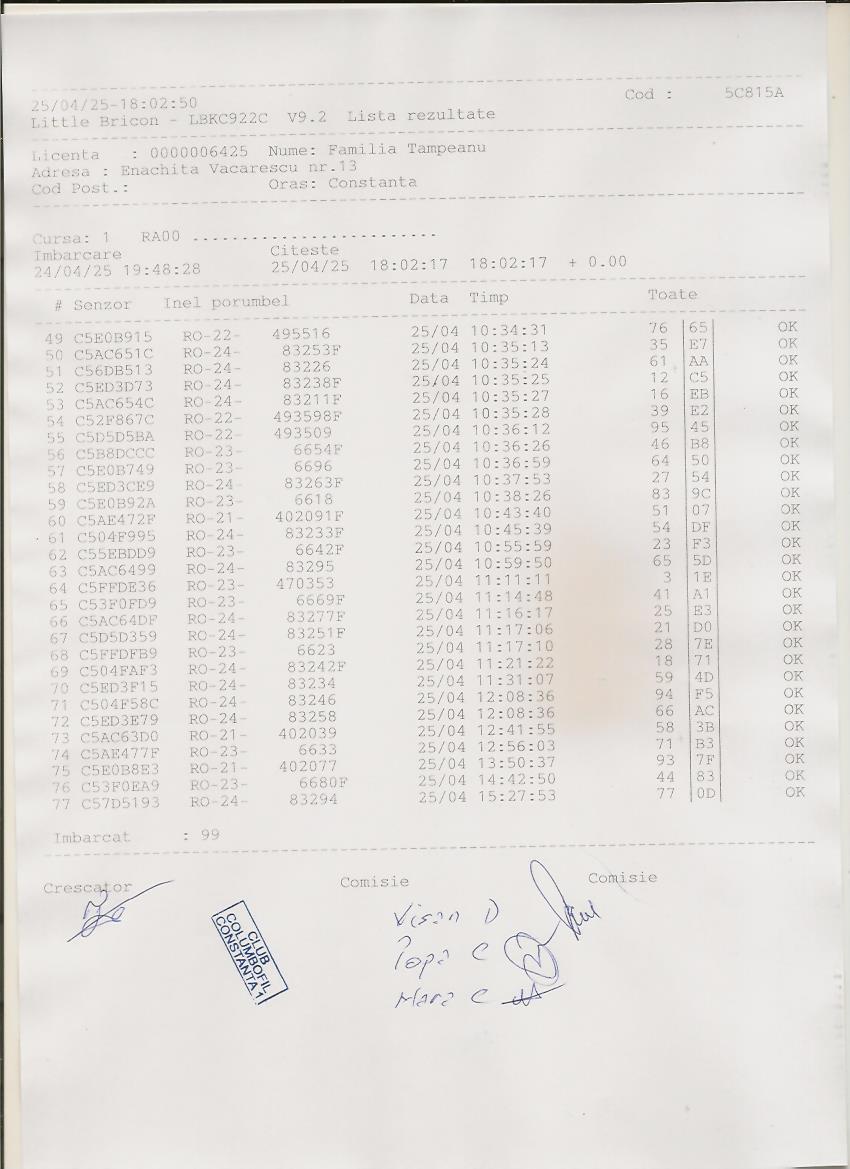 25/04/25-18:02:50 Cod : 5C815A
Little Bricon - LBKC922C V9.2 Lista rezultate
Licenta : 0000006425 Nume: Familia Tampeanu
Adresa : Enachita Vacarescu nr.13
Cod Post.: Oras: Constanta
Cursa: 1 RA00 .........................
Imbarcare Citeste
24/04/25 19:48:28 25/04/25 18:02:17 18:02:17 + 0.00
# Senzor Inel porumbel Data Timp Toate
49 C5E0B915 RO-22- 495516 25/04 10:34:31 76 65 OK
50 C5AC651C RO-24- 83253F 25/04 10:35:13 35 E7 OK
51 C56DB513 RO-24- 83226 25/04 10:35:24 61 AA OK
52 C5ED3D73 RO-24- 83238F 25/04 10:35:25 12 C5 OK
53 C5AC654C RO-24- 83211F 25/04 10:35:27 16 EB OK
54 C52F867C RO-22- 493598F 25/04 10:35:28 39 E2 OK
55 C5D5D5BA RO-22- 493509 25/04 10:36:12 95 45 OK
56 C5B8DCCC RO-23- 6654F 25/04 10:36:26 46 B8 OK
57 C5E0B749 RO-23- 6696 25/04 10:36:59 64 50 OK
58 C5ED3CE9 RO-24- 83263F 25/04 10:37:53 27 54 OK
59 C5E0B92A RO-23- 6618 25/04 10:38:26 83 9C OK
60 C5AE472F RO-21- 402091F 25/04 10:43:40 51 07 OK
61 C504F995 RO-24- 83233F 25/04 10:45:39 54 DF OK
62 C55EBDD9 RO-23- 6642F 25/04 10:55:59 23 F3 OK
63 C5AC6499 RO-24- 83295 25/04 10:59:50 65 5D OK
64 C5FFDE36 RO-23- 470353 25/04 11:11:11 3 1E OK
65 C53F0FD9 RO-23- 6669F 25/04 11:14:48 41 A1 OK
66 C5AC64DF RO-24- 83277F 25/04 11:16:17 25 E3 OK
67 C5D5D359 RO-24- 83251F 25/04 11:17:06 21 D0 OK
68 C5FFDFB9 RO-23- 6623 25/04 11:17:10 28 7E OK
69 C504FAF3 RO-24- 83242F 25/04 11:21:22 18 71 OK
70 C5ED3F15 RO-24- 83234 25/04 11:31:07 59 4D OK
71 C504F58C RO-24- 83246 25/04 12:08:36 94 F5 OK
72 C5ED3E79 RO-24- 83258 25/04 12:08:36 66 AC OK
73 C5AC63D0 RO-21- 402039 25/04 12:41:55 58 3B OK
74 C5AE477F RO-23- 6633 25/04 12:56:03 71 B3 OK
75 C5E0B8E3 RO-21- 402077 25/04 13:50:37 93 7F OK
76 C53F0EA9 RO-23- 6680F 25/04 14:42:50 44 83 OK
77 C57D5193 RO-24- 83294 25/04 15:27:53 77 0D OK
Imbarcat : 99
Crescator Comisie Comisie
Visan D
Popa C
Mara C
CLUB
COLUMBOFIL
CONSTANTA 1